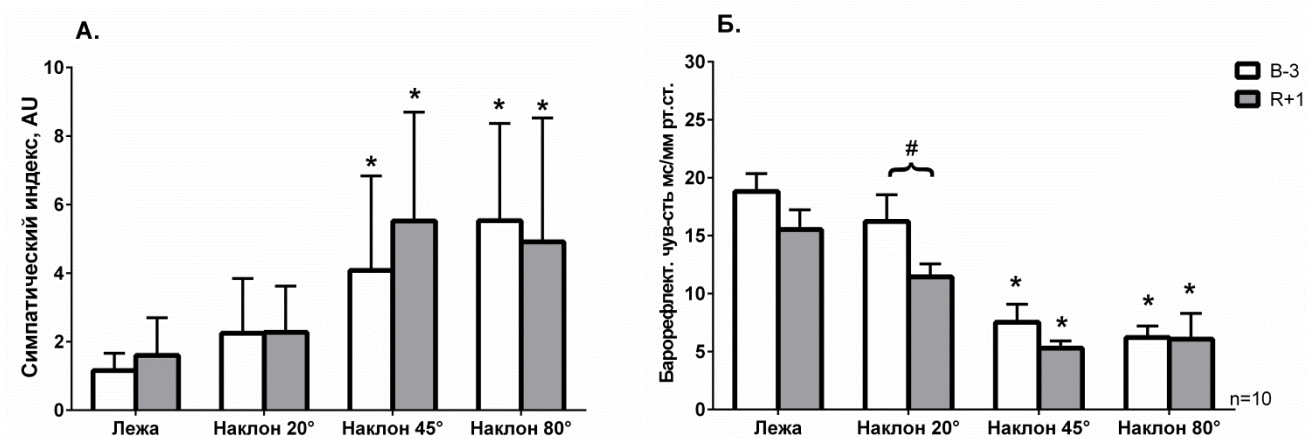 А.
Симпатический индекс, AU
10
8
6
4
2
0
* * * *
Лежа Наклон 20° Наклон 45° Наклон 80°
Б.
Барорефлект. чув-сть мс/мм рт.ст.
30
25
20
15
10
5
0
#
* * * *
Лежа Наклон 20° Наклон 45° Наклон 80°
B-3
R+1
n=10